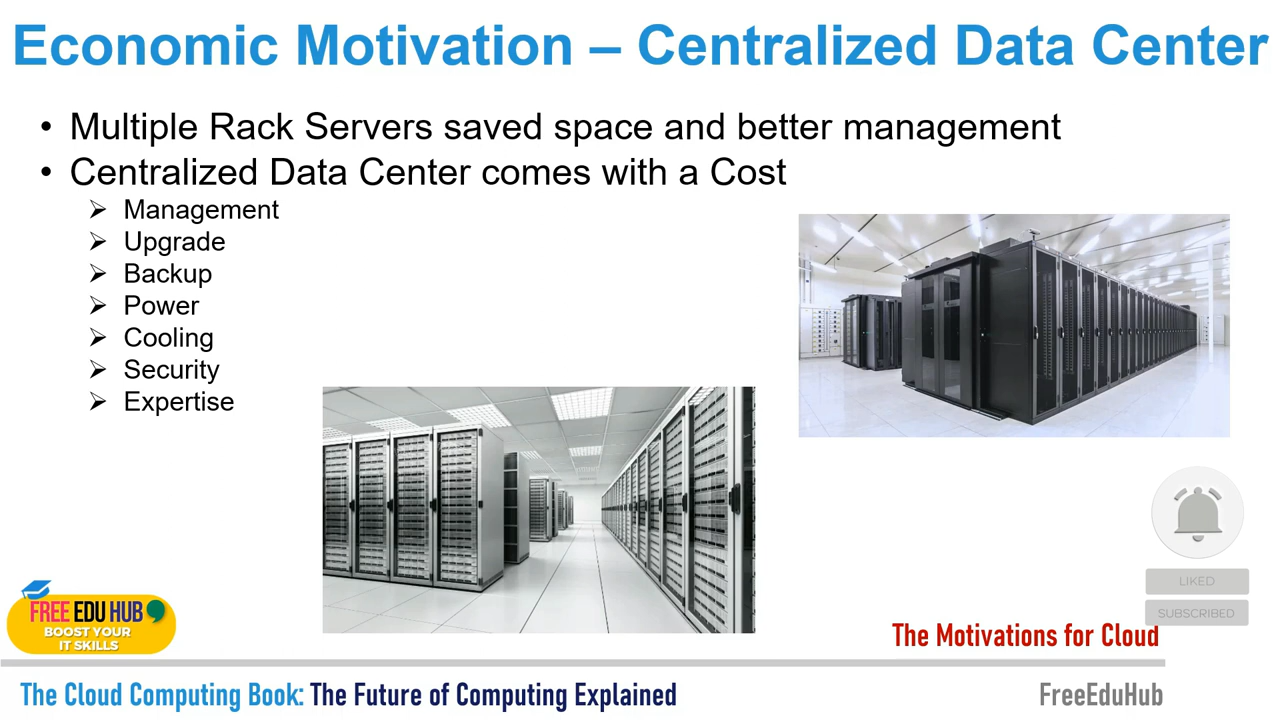 Economic Motivation – Centralized Data Center
• Multiple Rack Servers saved space and better management
• Centralized Data Center comes with a Cost
➢ Management
➢ Upgrade
➢ Backup
➢ Power
➢ Cooling
➢ Security
➢ Expertise
LIKED
SUBSCRIBED
FREE EDU HUB
BOOST YOUR
IT SKILLS
The Motivations for Cloud
The Cloud Computing Book: The Future of Computing Explained
FreeEduHub